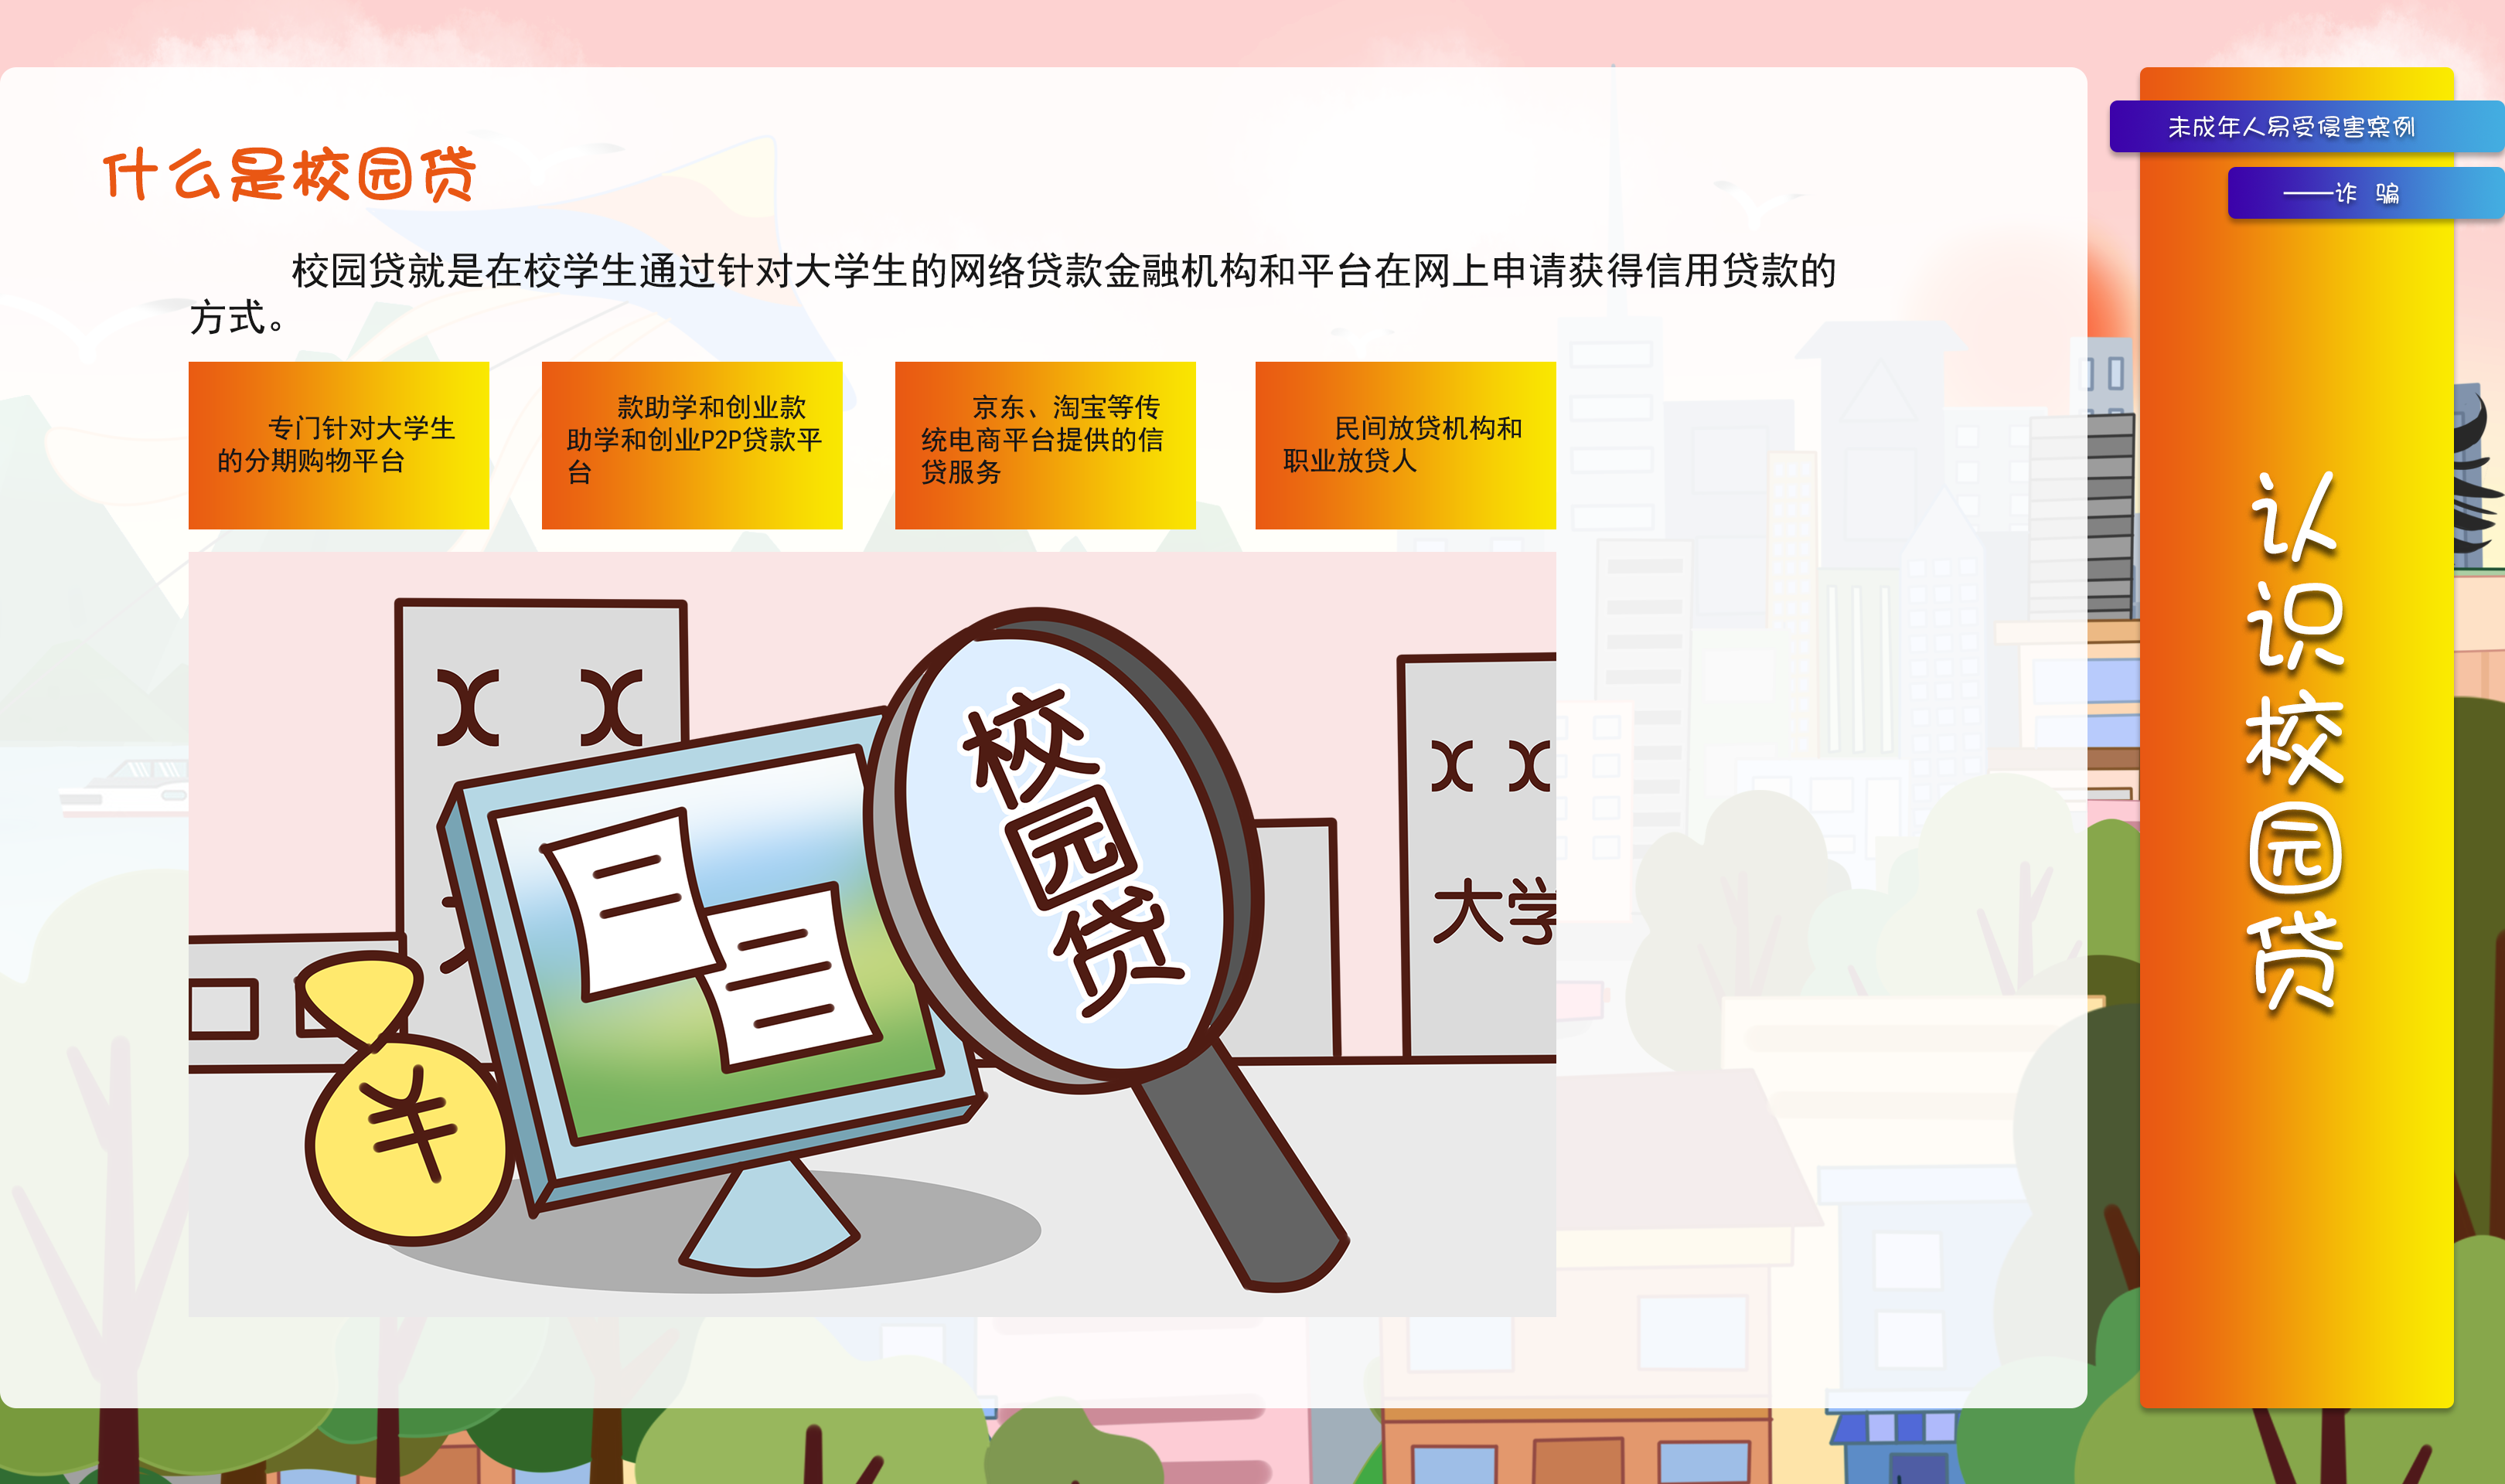 什么是校园贷
校园贷就是在校学生通过针对大学生的网络贷款金融机构和平台在网上申请获得信用贷款的
方式。
专门针对大学生
的分期购物平台
款助学和创业款
助学和创业P2P贷款平
台
京东、淘宝等传
统电商平台提供的信
贷服务
民间放贷机构和
职业放贷人
校园贷
大学
¥
未成年人易受侵害案例
——诈 骗
认识校园贷